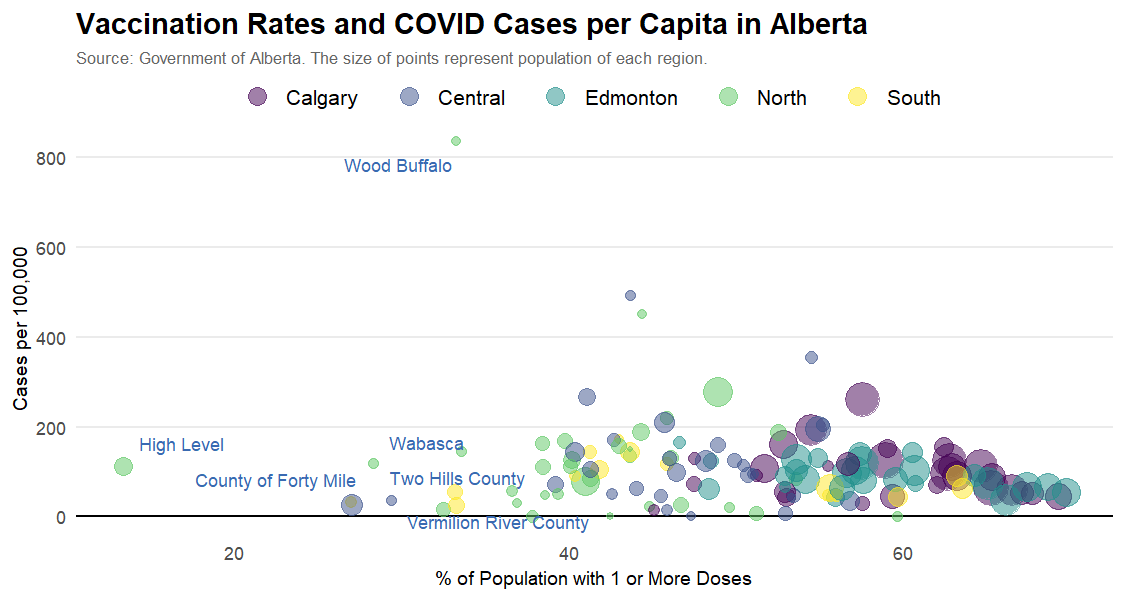 Vaccination Rates and COVID Cases per Capita in Alberta
Source: Government of Alberta. The size of points represent population of each region.
Calgary Central Edmonton North South
800
600
400
200
0
Cases per 100,000
Wood Buffalo
High Level
Wabasca
County of Forty Mile
Two Hills County
Vermilion River County
20 40 60
% of Population with 1 or More Doses